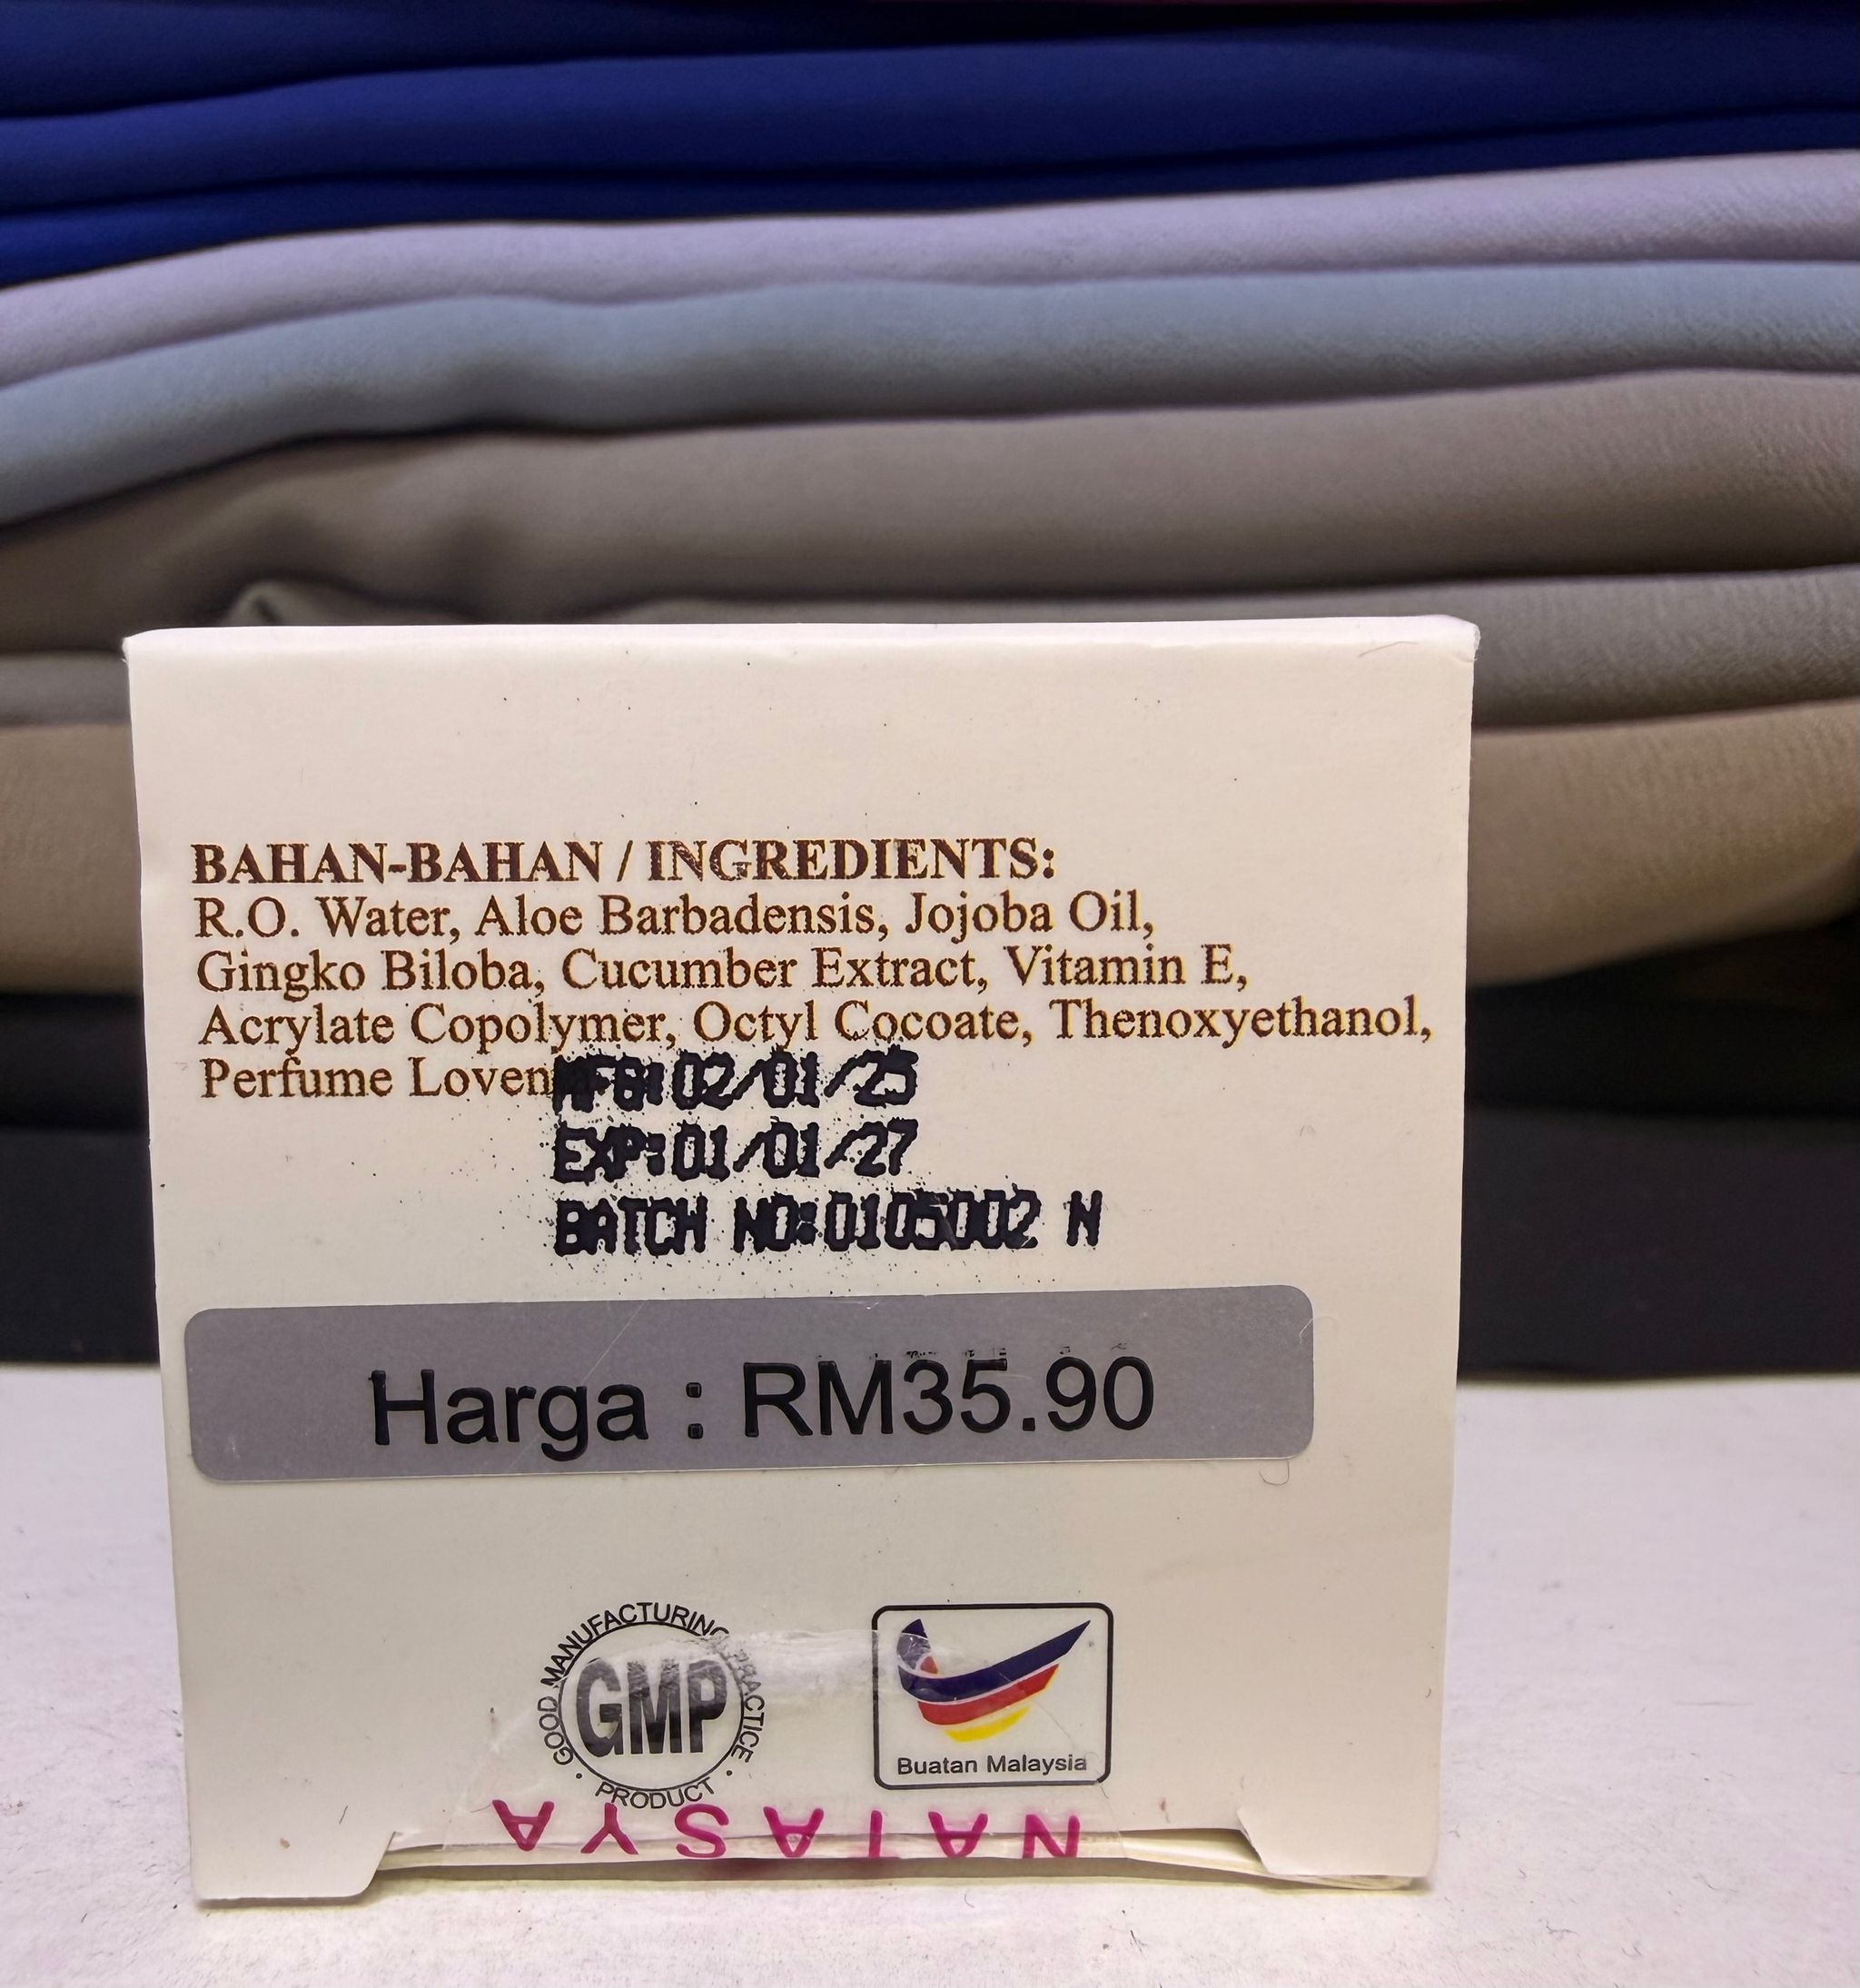 BAHAN-BAHAN / INGREDIENTS:
R.O. Water, Aloe Barbadensis, Jojoba Oil,
Gingko Biloba, Cucumber Extract, Vitamin E,
Acrylate Copolymer, Octyl Cocoate, Thenoxyethanol,
Perfume
MFG:02/01/25
EXP:01/01/27
BATCH NO:0105002 N
Harga : RM35.90
GOOD MANUFACTURING PRACTICE
GMP
PRODUCT
Buatan Malaysia
NATASYA